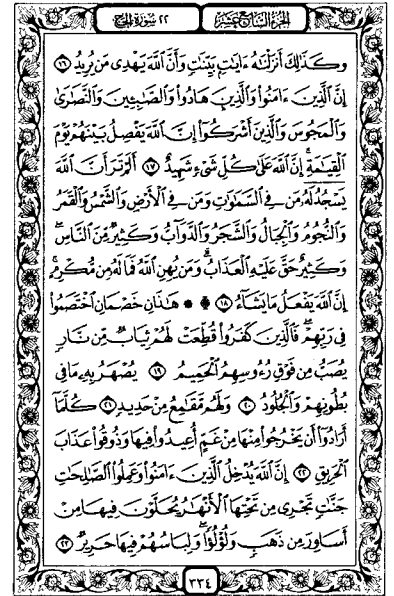 الجزء السابع عشر
٢٢ سورة الحج
وَكَذَٰلِكَ أَنزَلْنَٰهُ ءَايَٰتٍۭ بَيِّنَٰتٍ وَأَنَّ ٱللَّهَ يَهْدِى مَن يُرِيدُ ١٦
إِنَّ ٱلَّذِينَ ءَامَنُوا۟ وَٱلَّذِينَ هَادُوا۟ وَٱلصَّٰبِـِٔينَ وَٱلنَّصَٰرَىٰ
وَٱلْمَجُوسَ وَٱلَّذِينَ أَشْرَكُوٓا۟ إِنَّ ٱللَّهَ يَفْصِلُ بَيْنَهُمْ يَوْمَ
ٱلْقِيَٰمَةِ ۚ إِنَّ ٱللَّهَ عَلَىٰ كُلِّ شَىْءٍ شَهِيدٌ ١٧ أَلَمْ تَرَ أَنَّ ٱللَّهَ
يَسْجُدُ لَهُۥ مَن فِى ٱلسَّمَٰوَٰتِ وَمَن فِى ٱلْأَرْضِ وَٱلشَّمْسُ وَٱلْقَمَرُ
وَٱلنُّجُومُ وَٱلْجِبَالُ وَٱلشَّجَرُ وَٱلدَّوَآبُّ وَكَثِيرٌ مِّنَ ٱلنَّاسِ ۖ
وَكَثِيرٌ حَقَّ عَلَيْهِ ٱلْعَذَابُ ۗ وَمَن يُهِنِ ٱللَّهُ فَمَا لَهُۥ مِن مُّكْرِمٍ ۚ
إِنَّ ٱللَّهَ يَفْعَلُ مَا يَشَآءُ ۩ ١٨ ۞ هَٰذَانِ خَصْمَانِ ٱخْتَصَمُوا۟
فِى رَبِّهِمْ ۖ فَٱلَّذِينَ كَفَرُوا۟ قُطِّعَتْ لَهُمْ ثِيَابٌ مِّن نَّارٍ
يُصَبُّ مِن فَوْقِ رُءُوسِهِمُ ٱلْحَمِيمُ ١٩ يُصْهَرُ بِهِۦ مَا فِى
بُطُونِهِمْ وَٱلْجُلُودُ ٢٠ وَلَهُم مَّقَٰمِعُ مِنْ حَدِيدٍ ٢١ كُلَّمَآ
أَرَادُوٓا۟ أَن يَخْرُجُوا۟ مِنْهَا مِنْ غَمٍّ أُعِيدُوا۟ فِيهَا وَذُوقُوا۟ عَذَابَ
ٱلْحَرِيقِ ٢٢ إِنَّ ٱللَّهَ يُدْخِلُ ٱلَّذِينَ ءَامَنُوا۟ وَعَمِلُوا۟ ٱلصَّٰلِحَٰتِ
جَنَّٰتٍ تَجْرِى مِن تَحْتِهَا ٱلْأَنْهَٰرُ يُحَلَّوْنَ فِيهَا مِنْ
أَسَاوِرَ مِن ذَهَبٍ وَلُؤْلُؤًا ۖ وَلِبَاسُهُمْ فِيهَا حَرِيرٌ ٢٣
٣٣٤